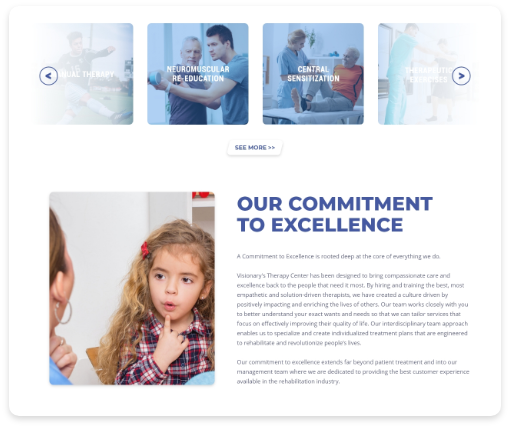 NEUROMUSCULAR
RE-EDUCATION
CENTRAL
SENSITIZATION
SEE MORE >>
OUR COMMITMENT
TO EXCELLENCE
A Commitment to Excellence is rooted deep at the core of everything we do.
Visionary's Therapy Center has been designed to bring compassionate care and
excellence back to the people that need it most. By hiring and training the best, most
empathetic and solution-driven therapists, we have created a culture driven by
positively impacting and enriching the lives of others. Our team works closely with you
to better understand your exact wants and needs so that we can tailor services that
focus on effectively improving their quality of life. Our interdisciplinary team approach
enables us to specialize and create individualized treatment plans that are engineered
to rehabilitate and revolutionize people's lives.
Our commitment to excellence extends far beyond patient treatment and into our
management team where we are dedicated to providing the best customer experience
available in the rehabilitation industry.